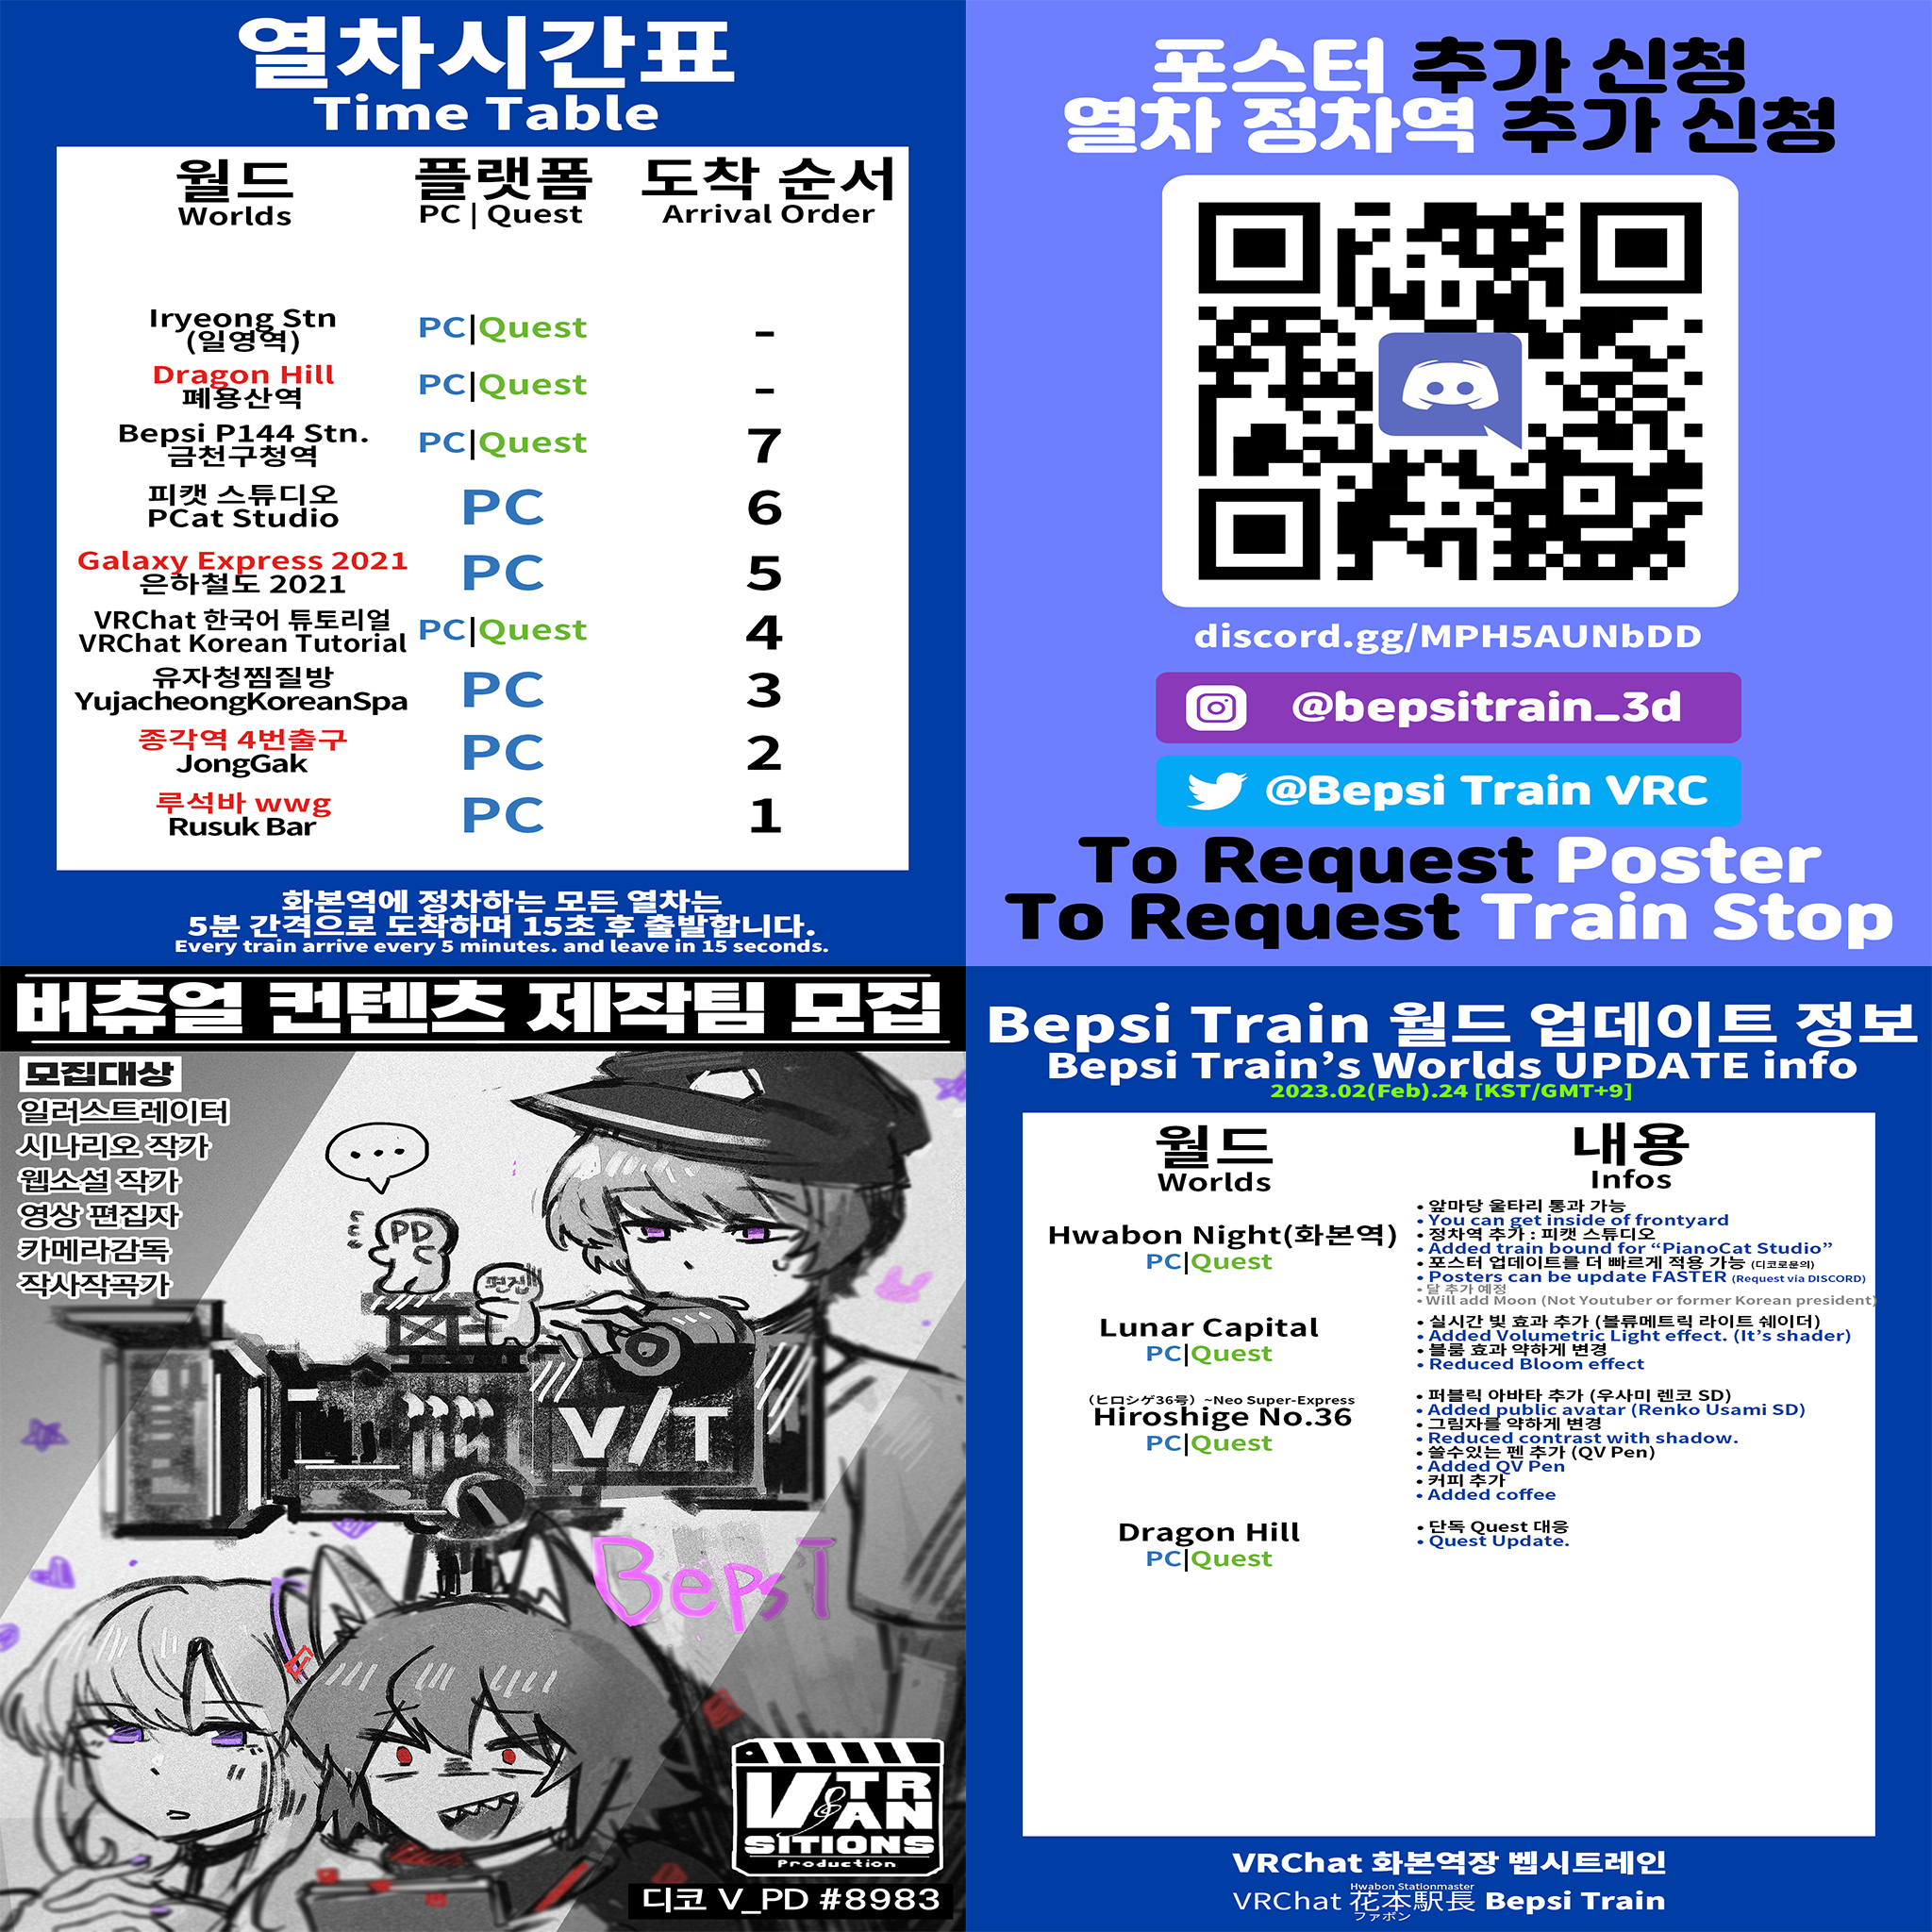 열차시간표
Time Table
월드 플랫폼 도착 순서
Worlds PC | Quest Arrival Order
Iryeong Stn
(일영역) PC|Quest -
Dragon Hill
폐용산역 PC|Quest -
Bepsi P144 Stn.
금천구청역 PC|Quest 7
피캣 스튜디오
PCat Studio PC 6
Galaxy Express 2021
은하철도 2021 PC 5
VRChat 한국어 튜토리얼
VRChat Korean Tutorial PC|Quest 4
유자청찜질방
YujacheongKoreanSpa PC 3
종각역 4번출구
JongGak PC 2
루석바 wwg
Rusuk Bar PC 1
화본역에 정차하는 모든 열차는
5분 간격으로 도착하며 15초 후 출발합니다.
Every train arrive every 5 minutes. and leave in 15 seconds.
포스터 추가 신청
열차 정차역 추가 신청
discord.gg/MPH5AUNbDD
@bepsitrain_3d
@Bepsi Train VRC
To Request Poster
To Request Train Stop
버츄얼 컨텐츠 제작팀 모집
모집대상
일러스트레이터
시나리오 작가
웹소설 작가
영상 편집자
카메라감독
작사작곡가
...
PD
편집!!
V/T
BepsI
V&TRAN
SITIONS
Production
디코 V_PD #8983
Bepsi Train 월드 업데이트 정보
Bepsi Train's Worlds UPDATE info
2023.02(Feb).24 [KST/GMT+9]
월드 내용
Worlds Infos
Hwabon Night(화본역)
PC|Quest
• 앞마당 울타리 통과 가능
• You can get inside of frontyard
• 정차역 추가 : 피캣 스튜디오
• Added train bound for “PianoCat Studio”
• 포스터 업데이트를 더 빠르게 적용 가능 (디코로문의)
• Posters can be update FASTER (Request via DISCORD)
• 달 추가 예정
• Will add Moon (Not Youtuber or former Korean president)
Lunar Capital
PC|Quest
• 실시간 빛 효과 추가 (볼류메트릭 라이트 쉐이더)
• Added Volumetric Light effect. (It's shader)
• 블룸 효과 약하게 변경
• Reduced Bloom effect
(ヒロシゲ36号) ~Neo Super-Express
Hiroshige No.36
PC|Quest
• 퍼블릭 아바타 추가 (우사미 렌코 SD)
• Added public avatar (Renko Usami SD)
• 그림자를 약하게 변경
• Reduced contrast with shadow.
• 쓸수있는 펜 추가 (QV Pen)
• Added QV Pen
• 커피 추가
• Added coffee
Dragon Hill
PC|Quest
• 단독 Quest 대응
• Quest Update.
VRChat 화본역장 벱시트레인
Hwabon Stationmaster
VRChat 花本駅長 Bepsi Train
ファボン